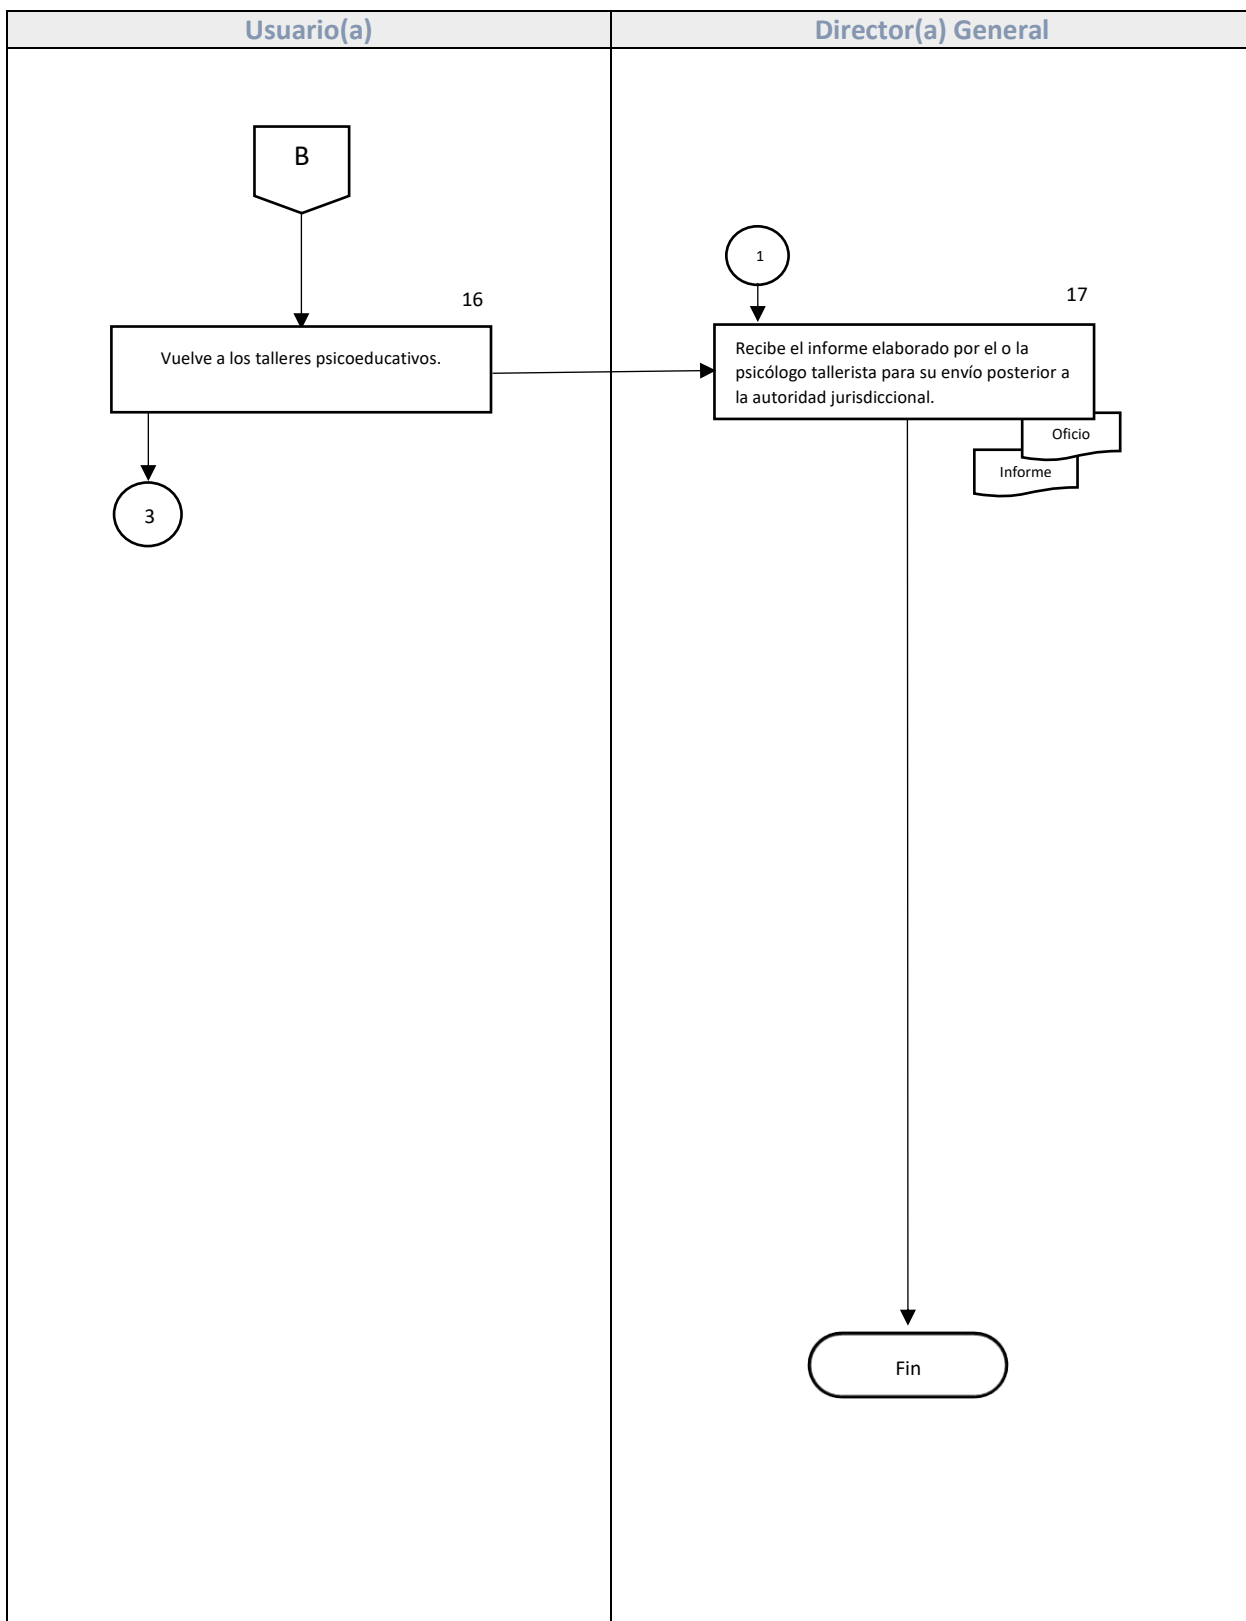 Usuario(a)
Director(a) General
B
16
Vuelve a los talleres psicoeducativos.
3
1
17
Recibe el informe elaborado por el o la
psicólogo tallerista para su envío posterior a
la autoridad jurisdiccional.
Oficio
Informe
Fin